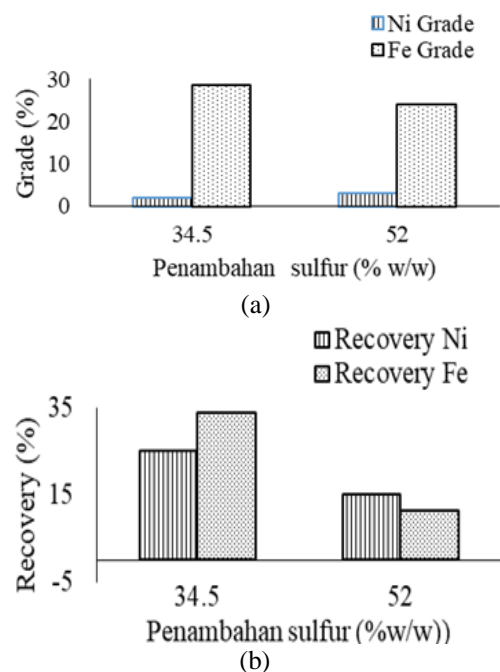 Ni Grade
Fe Grade
Grade (%)
30
20
10
0
34.5
52
Penambahan sulfur (% w/w)
(a)
Recovery Ni
Recovery Fe
Recovery (%)
35
15
-5
34.5
52
Penambahan sulfur (%w/w))
(b)